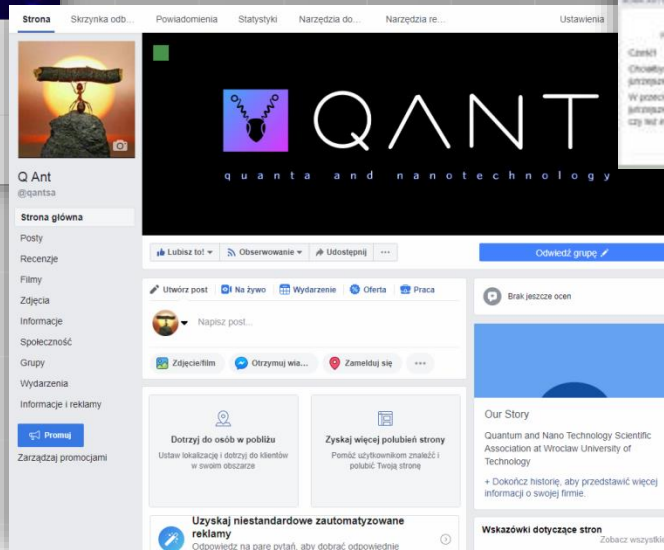 Strona Skrzynka odb... Powiadomienia Statystyki Narzędzia do... Narzędzia re... Ustawienia
QANT
quanta and nanotechnology
Q Ant
@qantsa
Strona główna
Posty
Recenzje
Filmy
Zdjęcia
Informacje
Społeczność
Grupy
Wydarzenia
Informacje i reklamy
Promuj
Zarządzaj promocjami
Lubisz to! Obserwowanie Udostępnij ...
Odwiedź grupę
Utwórz post Na żywo Wydarzenie Oferta Praca
Napisz post...
Zdjęcie/film Otrzymuj wia... Zamelduj się ...
Dotrzyj do osób w pobliżu
Ustaw lokalizację i dotrzyj do klientów
w swoim obszarze
Zyskaj więcej polubień strony
Pomóż użytkownikom znaleźć i
polubić Twoją stronę
Uzyskaj niestandardowe zautomatyzowane
reklamy
Odpowiedz na parę pytań, aby dobrać odpowiednie
Brak jeszcze ocen
Our Story
Quantum and Nano Technology Scientific
Association at Wroclaw University of
Technology
+ Dokończ historię, aby przedstawić więcej
informacji o swojej firmie.
Wskazówki dotyczące stron
Zobacz wszystkie
Cześć!